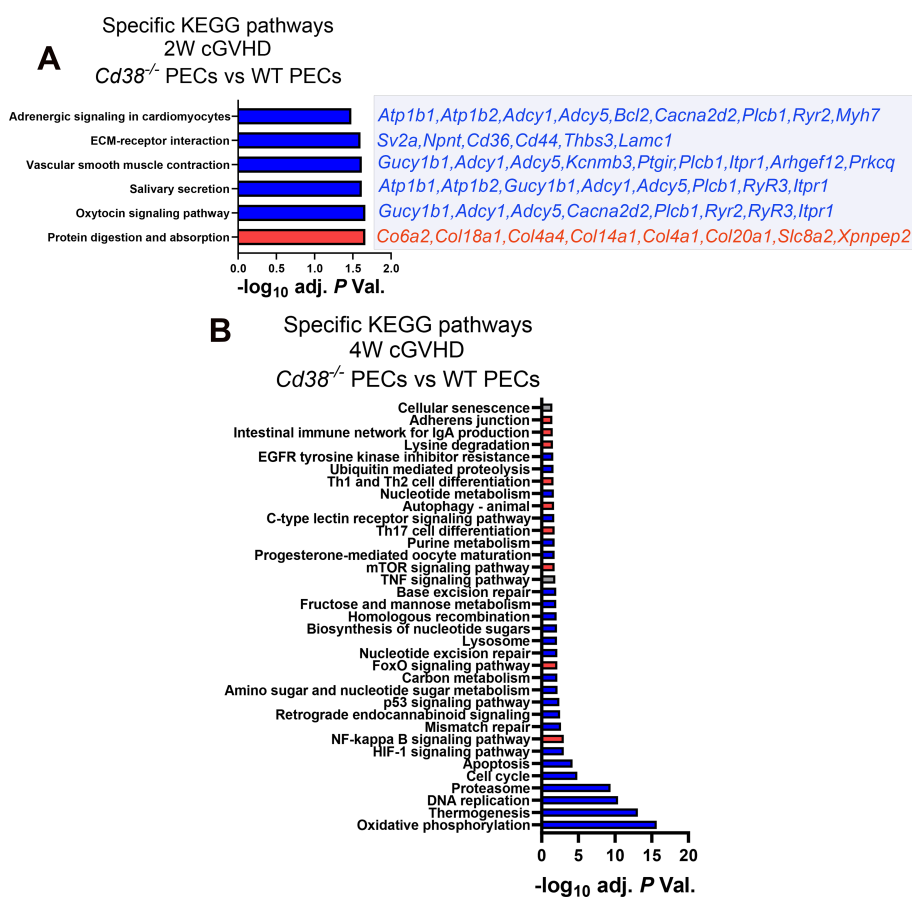 A
Specific KEGG pathways
2W cGVHD
Cd38-/- PECs vs WT PECs
Adrenergic signaling in cardiomyocytes
Atp1b1,Atp1b2,Adcy1,Adcy5,Bcl2,Cacna2d2,Plcb1,Ryr2,Myh7
ECM-receptor interaction
Sv2a,Npnt,Cd36,Cd44,Thbs3,Lamc1
Vascular smooth muscle contraction
Gucy1b1,Adcy1,Adcy5,Kcnmb3,Ptgir,Plcb1,Itpr1,Arhgef12,Prkcq
Salivary secretion
Atp1b1,Atp1b2,Gucy1b1,Adcy1,Adcy5,Plcb1,RyR3,Itpr1
Oxytocin signaling pathway
Gucy1b1,Adcy1,Adcy5,Cacna2d2,Plcb1,Ryr2,RyR3,Itpr1
Protein digestion and absorption
Co6a2,Col18a1,Col4a4,Col14a1,Col4a1,Col20a1,Slc8a2,Xpnpep2
0.0 0.5 1.0 1.5 2.0
-log10 adj. P Val.
B
Specific KEGG pathways
4W cGVHD
Cd38-/- PECs vs WT PECs
Cellular senescence
Adherens junction
Intestinal immune network for IgA production
Lysine degradation
EGFR tyrosine kinase inhibitor resistance
Ubiquitin mediated proteolysis
Th1 and Th2 cell differentiation
Nucleotide metabolism
Autophagy - animal
C-type lectin receptor signaling pathway
Th17 cell differentiation
Purine metabolism
Progesterone-mediated oocyte maturation
mTOR signaling pathway
TNF signaling pathway
Base excision repair
Fructose and mannose metabolism
Homologous recombination
Biosynthesis of nucleotide sugars
Lysosome
Nucleotide excision repair
FoxO signaling pathway
Carbon metabolism
Amino sugar and nucleotide sugar metabolism
p53 signaling pathway
Retrograde endocannabinoid signaling
Mismatch repair
NF-kappa B signaling pathway
HIF-1 signaling pathway
Apoptosis
Cell cycle
Proteasome
DNA replication
Thermogenesis
Oxidative phosphorylation
0 5 10 15 20
-log10 adj. P Val.